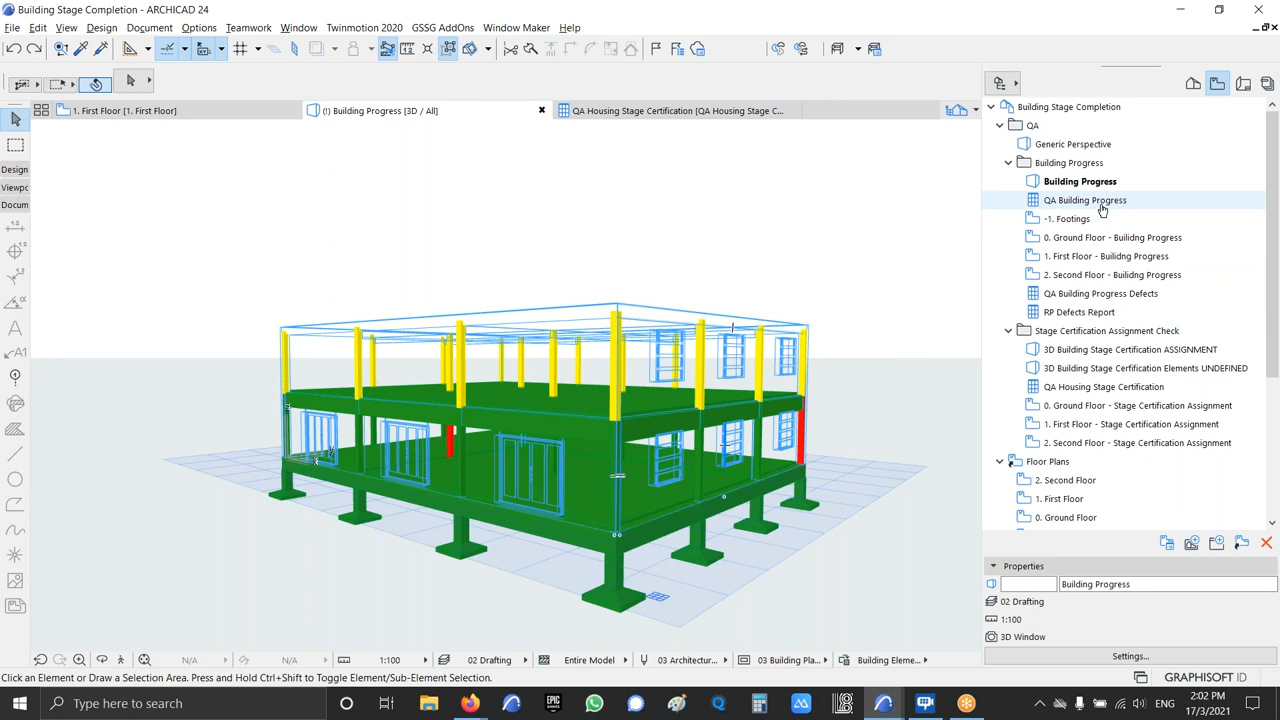 Building Stage Completion - ARCHICAD 24
File Edit View Design Document Options Teamwork Window Twinmotion 2020 GSSG AddOns Window Maker Help
1. First Floor [1. First Floor]
(!) Building Progress [3D / All]
QA Housing Stage Certification [QA Housing Stage C...
Design
Viewpc
Docum
Building Stage Completion
QA
Generic Perspective
Building Progress
Building Progress
QA Building Progress
-1. Footings
0. Ground Floor - Builidng Progress
1. First Floor - Builidng Progress
2. Second Floor - Builidng Progress
QA Building Progress Defects
RP Defects Report
Stage Certification Assignment Check
3D Building Stage Certification ASSIGNMENT
3D Building Stage Certification Elements UNDEFINED
QA Housing Stage Certification
0. Ground Floor - Stage Certification Assignment
1. First Floor - Stage Certification Assignment
2. Second Floor - Stage Certification Assignment
Floor Plans
2. Second Floor
1. First Floor
0. Ground Floor
Properties
Building Progress
02 Drafting
1:100
3D Window
Settings...
N/A N/A 1:100 02 Drafting Entire Model 03 Architectur... 03 Building Pla... Building Eleme...
Click an Element or Draw a Selection Area. Press and Hold Ctrl+Shift to Toggle Element/Sub-Element Selection.
GRAPHISOFT ID
Type here to search
EPIC GAMES
2:02 PM
17/3/2021